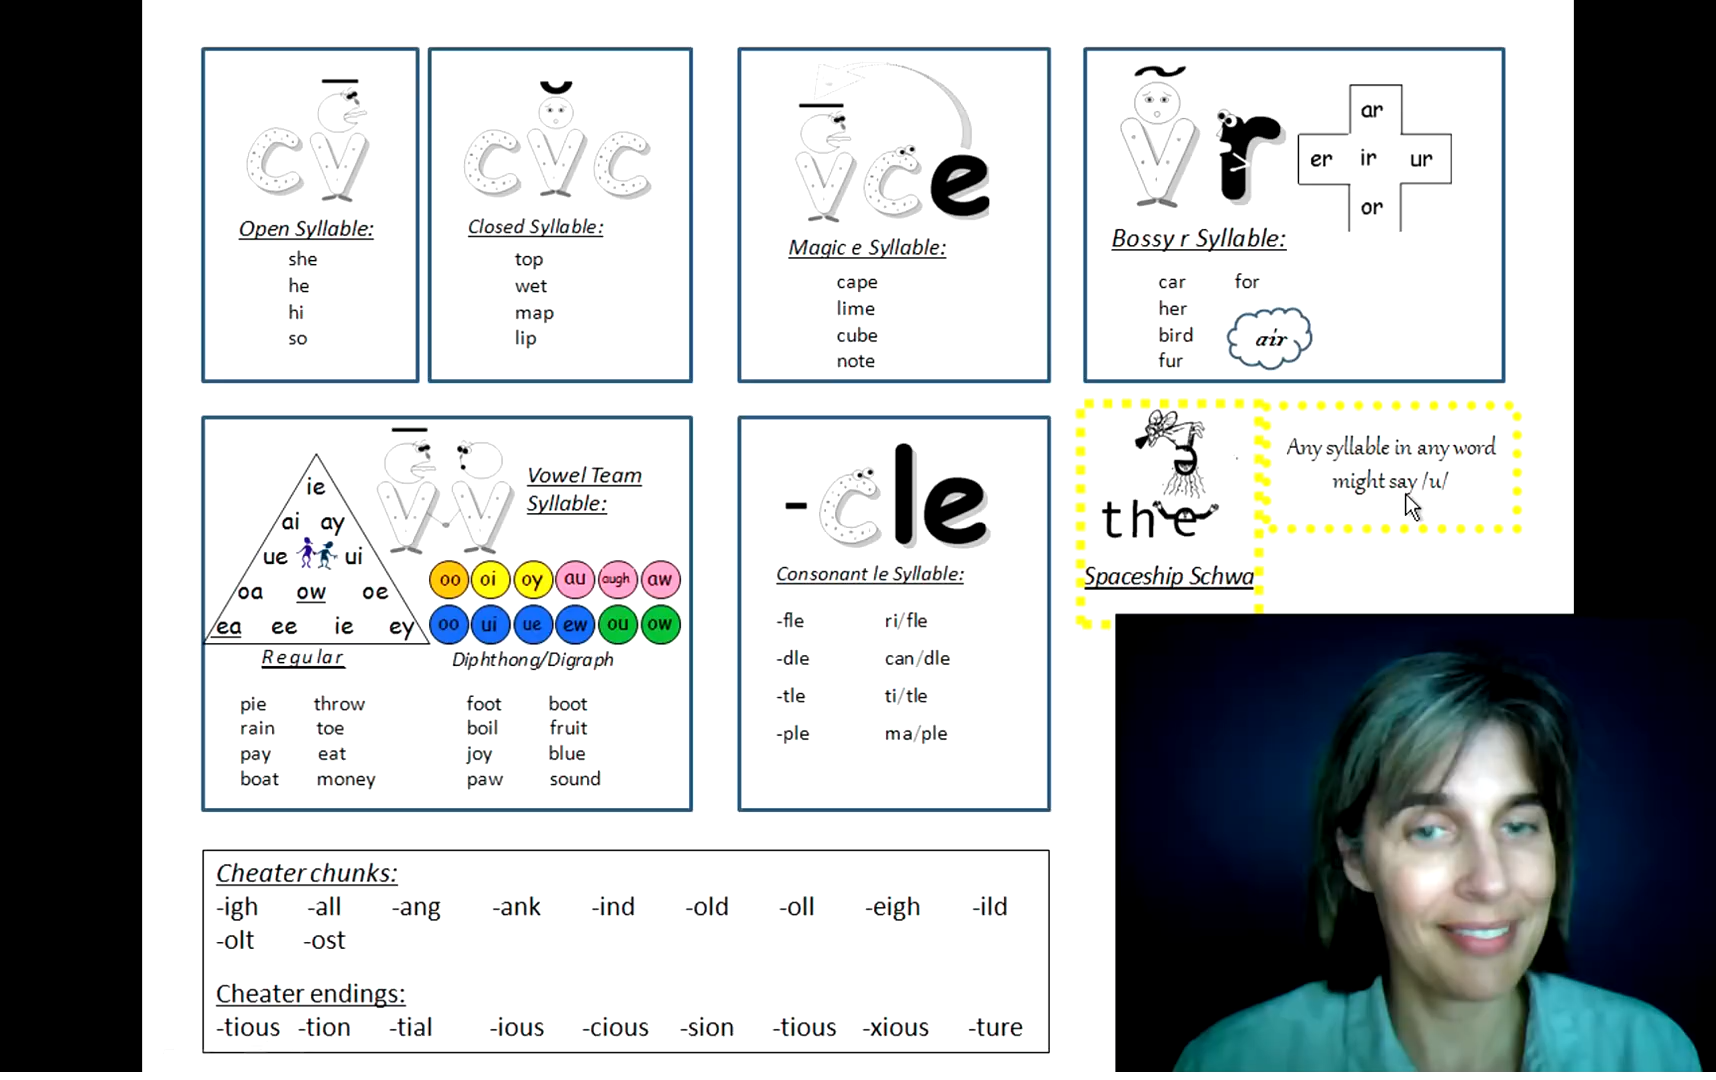 cv
Open Syllable:
she
he
hi
so
cvc
Closed Syllable:
top
wet
map
lip
vce
Magic e Syllable:
cape
lime
cube
note
vr
ar
er ir ur
or
Bossy r Syllable:
car for
her
bird
fur
air
ie
ai ay
ue ui
oa ow oe
ea ee ie ey
Regular
vv
Vowel Team
Syllable:
oo oi oy au augh aw
oo ui ue ew ou ow
Diphthong/Digraph
pie throw
rain toe
pay eat
boat money
foot boot
boil fruit
joy blue
paw sound
-cle
Consonant le Syllable:
-fle ri/fle
-dle can/dle
-tle ti/tle
-ple ma/ple
ə
the
Spaceship Schwa
Any syllable in any word
might say /u/
Cheater chunks:
-igh -all -ang -ank -ind -old -oll -eigh -ild
-olt -ost
Cheater endings:
-tious -tion -tial -ious -cious -sion -tious -xious -ture